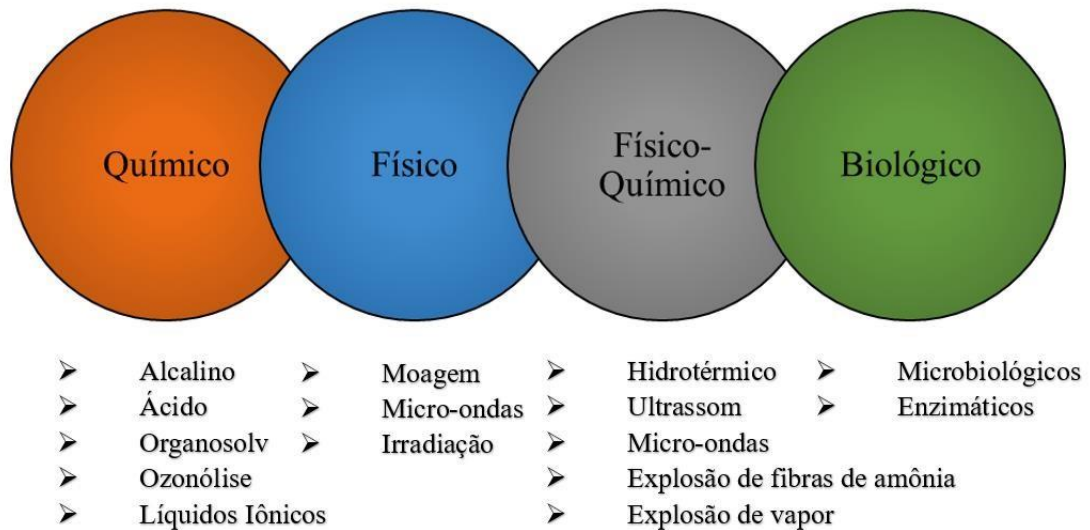 Químico
Físico
Físico-
Químico
Biológico
➢ Alcalino
➢ Ácido
➢ Organosolv
➢ Ozonólise
➢ Líquidos Iônicos
➢ Moagem
➢ Micro-ondas
➢ Irradiação
➢ Hidrotérmico
➢ Ultrassom
➢ Micro-ondas
➢ Explosão de fibras de amônia
➢ Explosão de vapor
➢ Microbiológicos
➢ Enzimáticos